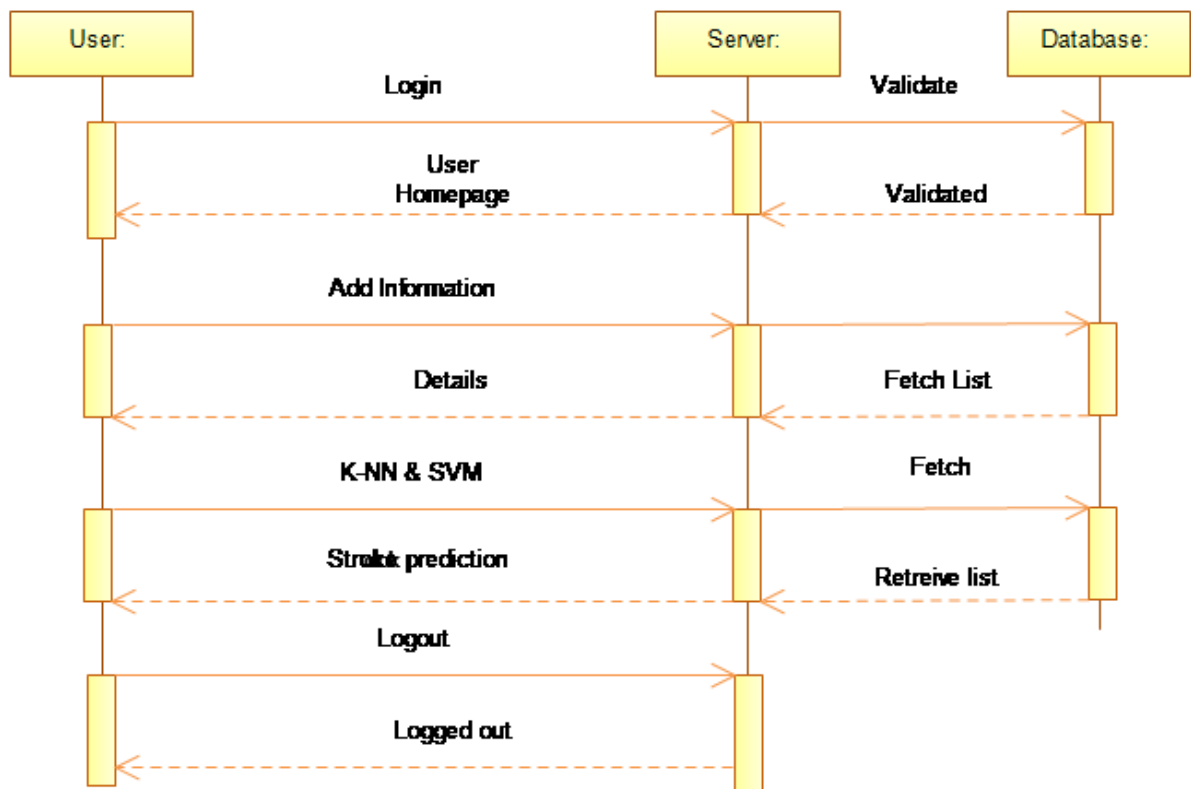 User:
Server:
Database:
Login
Validate
User
Homepage
Validated
Add Information
Details
Fetch List
K-NN & SVM
Fetch
prediction
Retreive list
Logout
Logged out